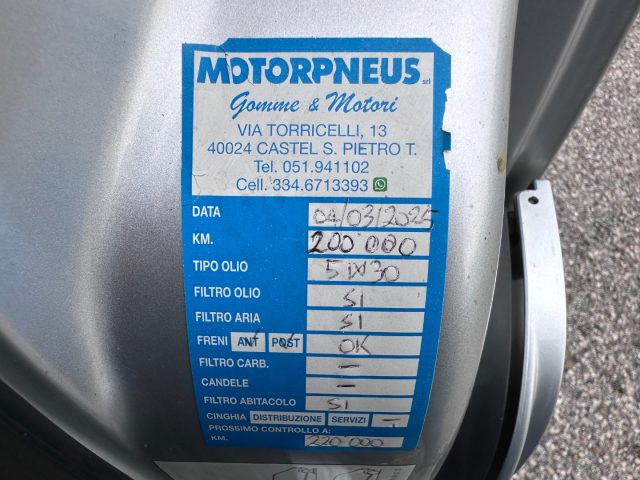 MOTORPNEUS srl
Gomme & Motori
VIA TORRICELLI, 13
40024 CASTEL S. PIETRO T.
Tel. 051.941102
Cell. 334.6713393
DATA 04/03/2025
KM. 200 000
TIPO OLIO 5W30
FILTRO OLIO SI
FILTRO ARIA SI
FRENI ANT POST OK
FILTRO CARB. –
CANDELE –
FILTRO ABITACOLO SI
CINGHIA DISTRIBUZIONE SERVIZI –
PROSSIMO CONTROLLO A:
KM. 220 000